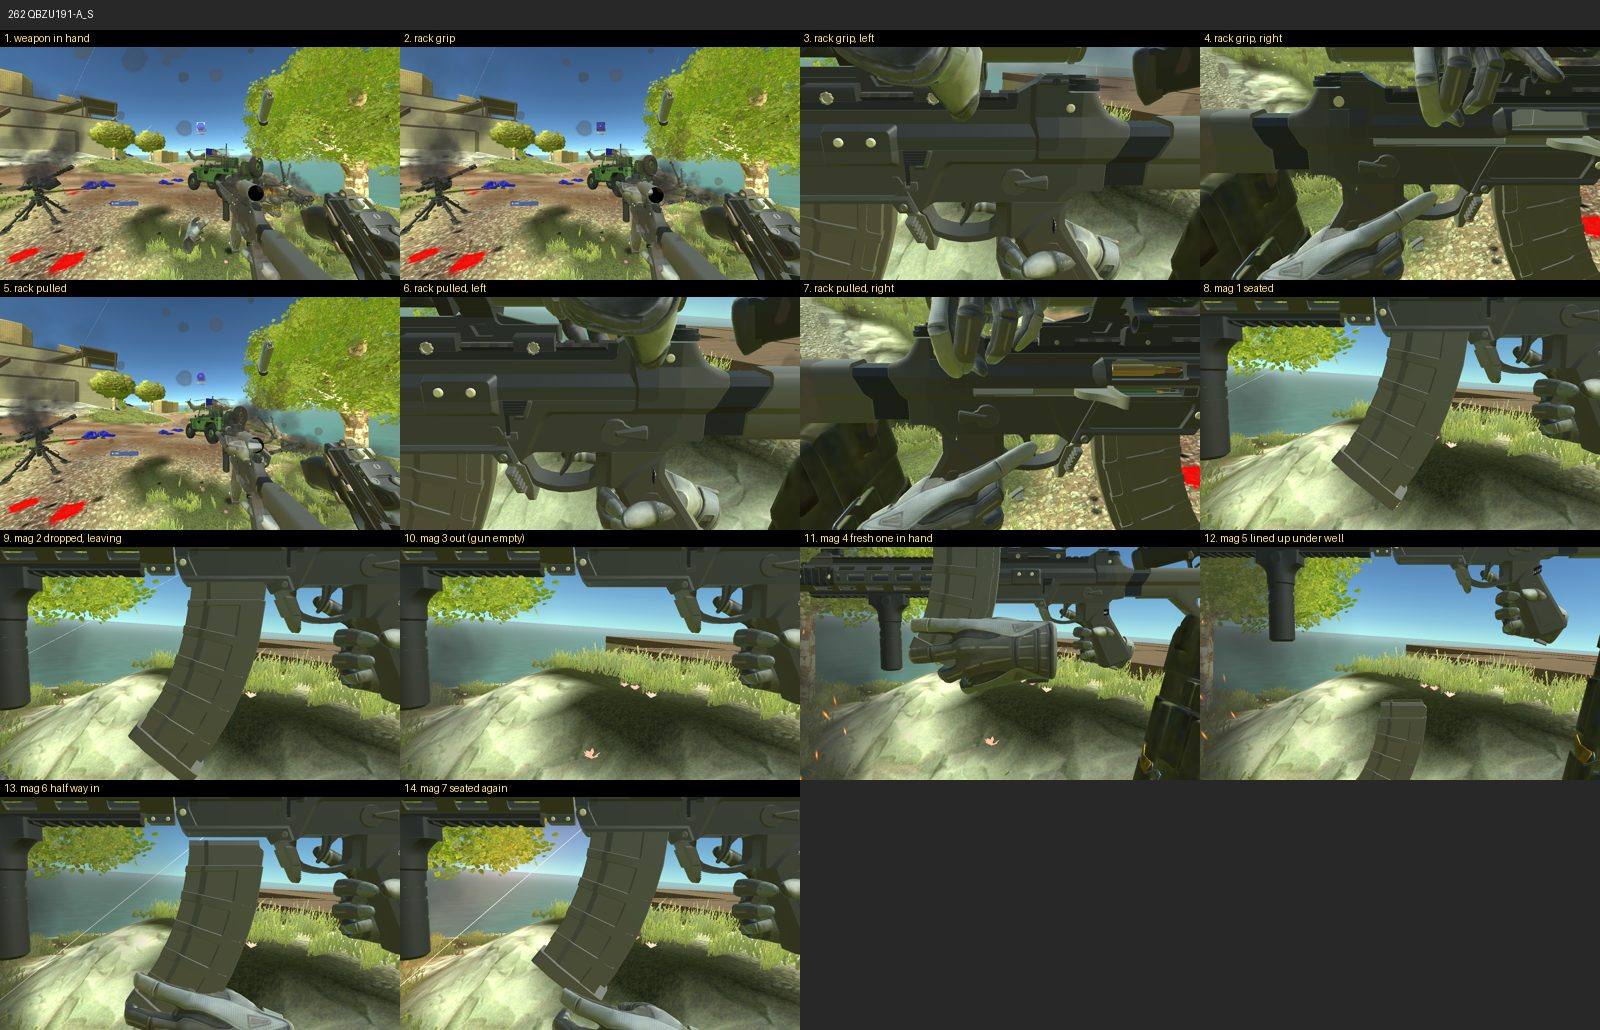 262 QBZU191-A_S
1. weapon in hand
2. rack grip
3. rack grip, left
4. rack grip, right
5. rack pulled
6. rack pulled, left
7. rack pulled, right
8. mag 1 seated
9. mag 2 dropped, leaving
10. mag 3 out (gun empty)
11. mag 4 fresh one in hand
12. mag 5 lined up under well
13. mag 6 half way in
14. mag 7 seated again